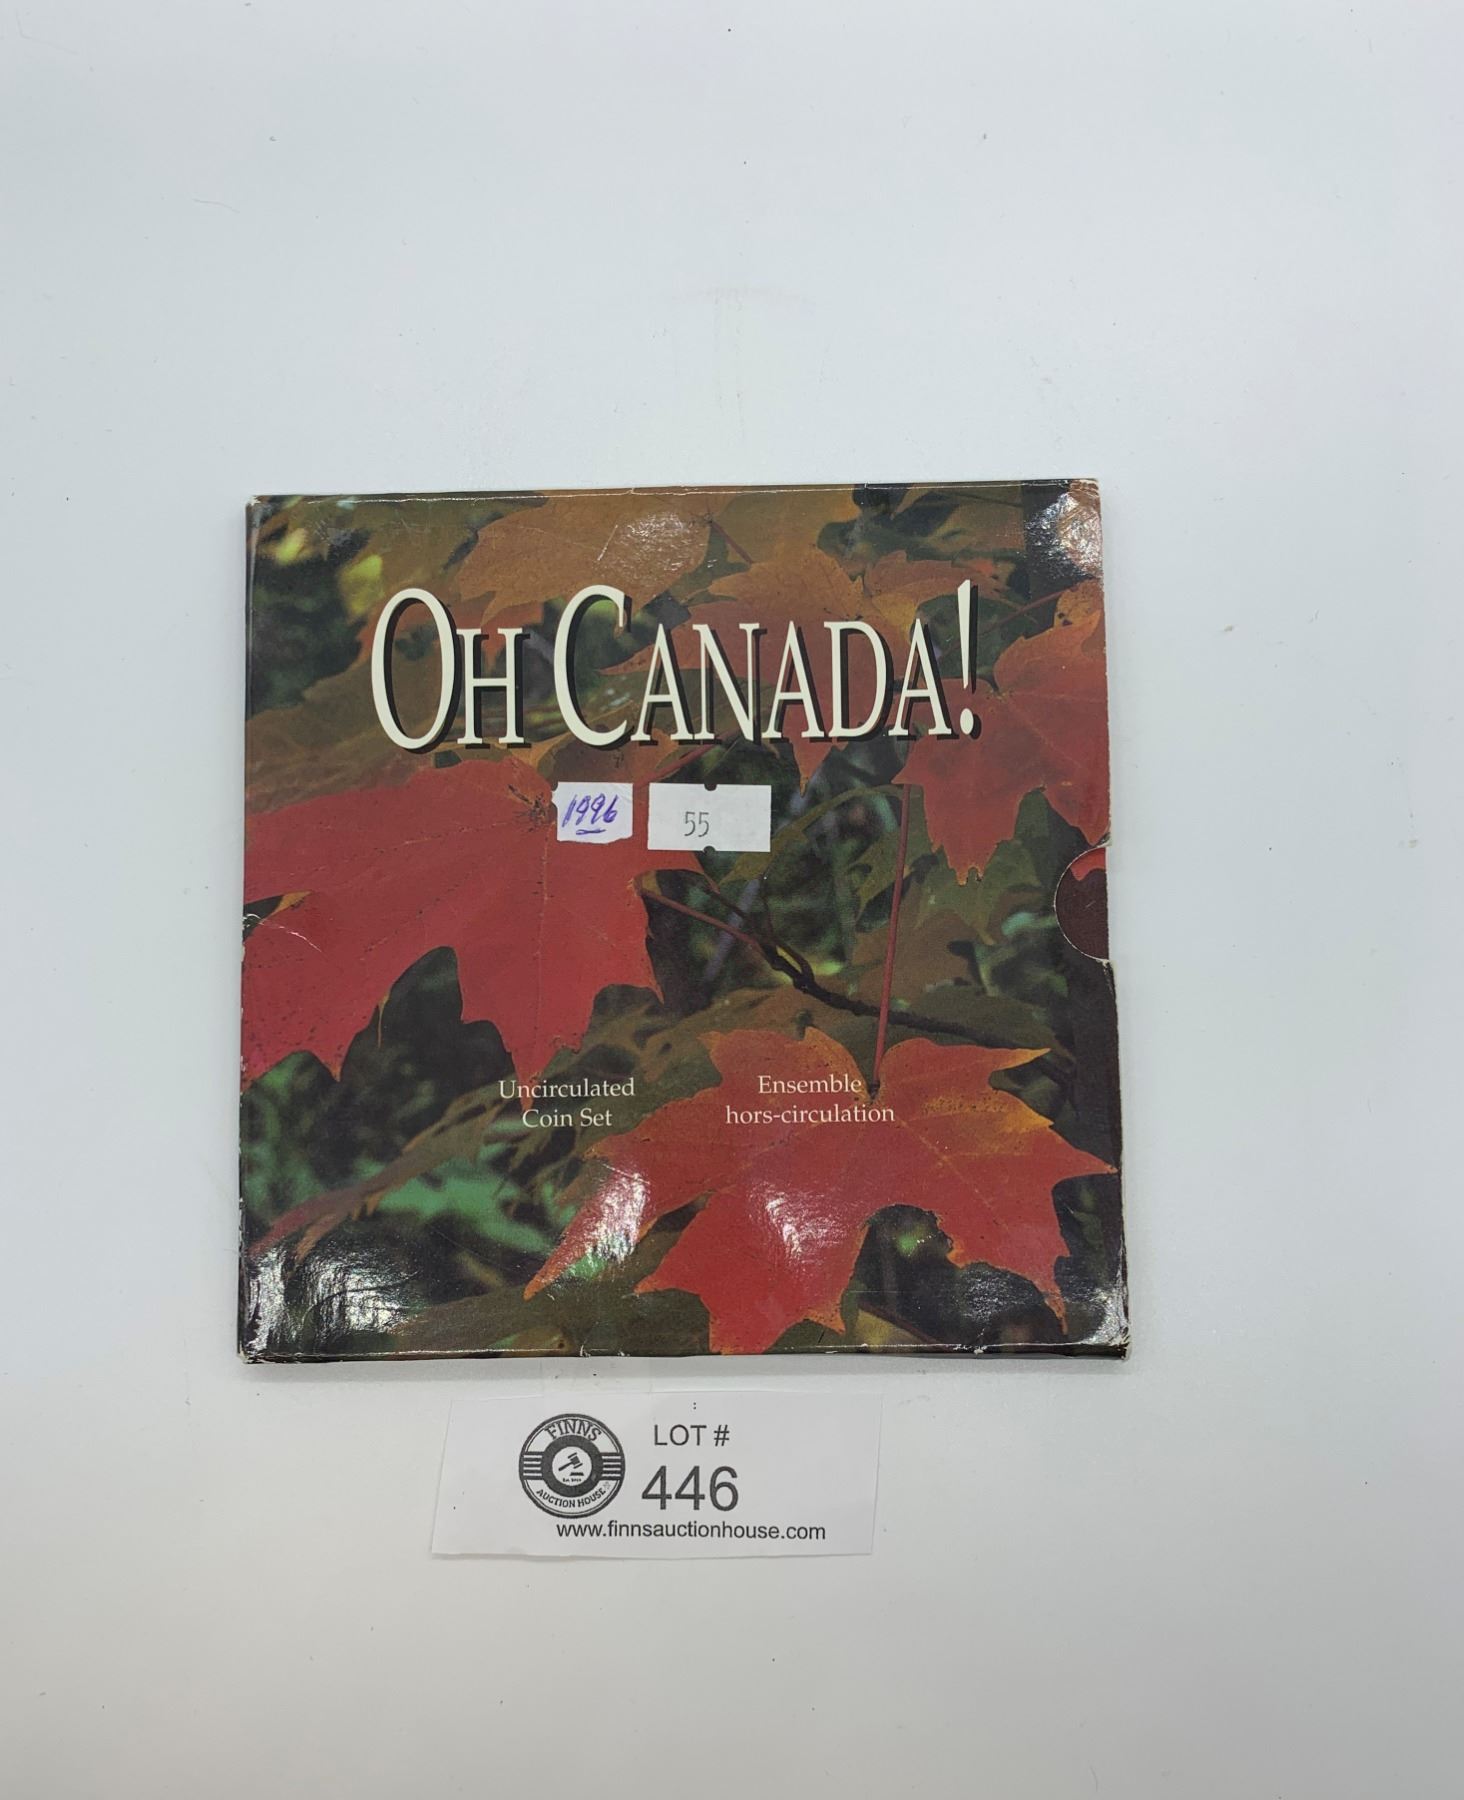 OH CANADA!
1996
55
Uncirculated
Coin Set
Ensemble
hors-circulation
FINNS
AUCTION HOUSE
LOT #
446
www.finnsauctionhouse.com